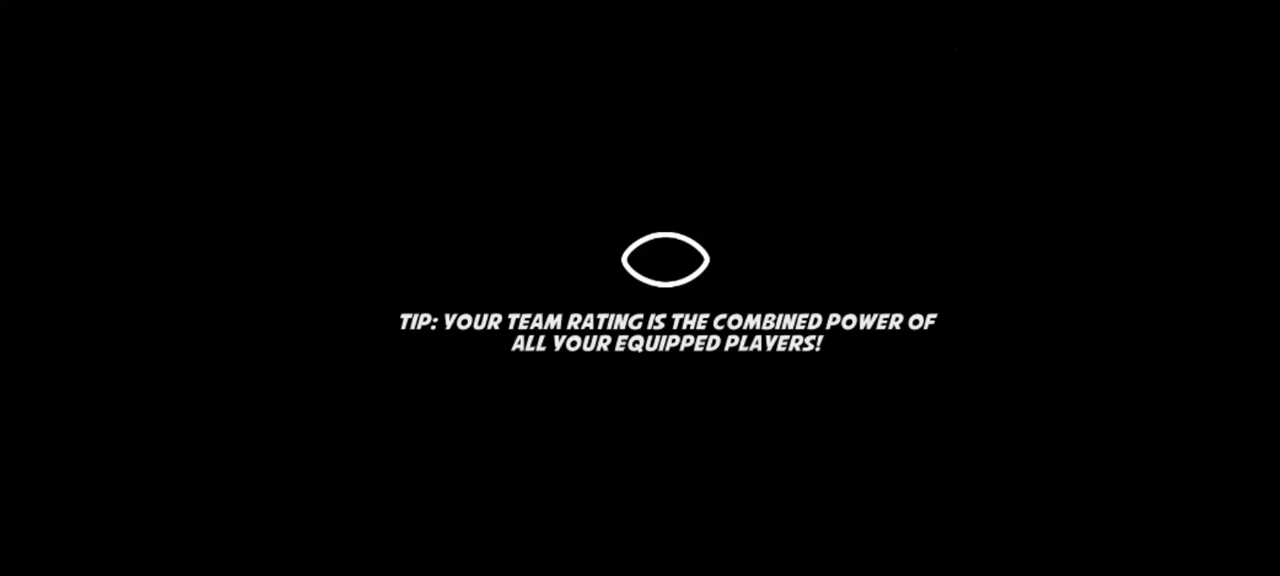 TIP: YOUR TEAM RATING IS THE COMBINED POWER OF
ALL YOUR EQUIPPED PLAYERS!